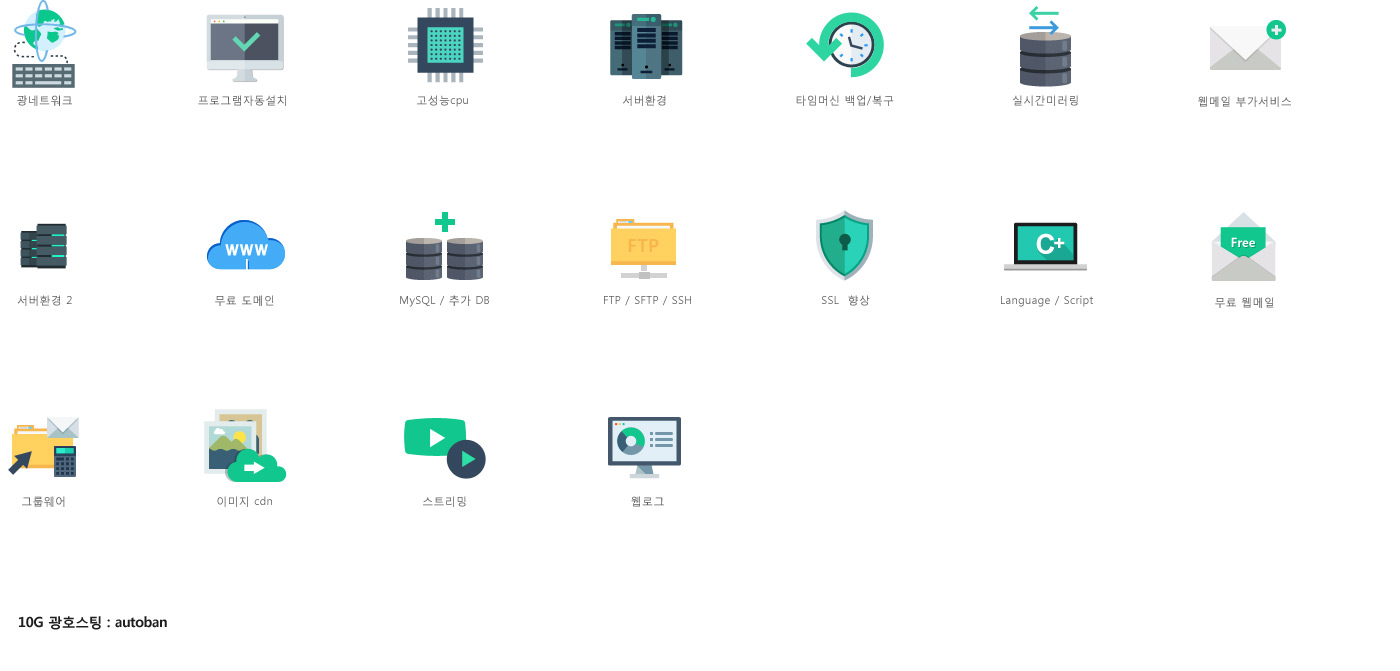 광네트워크
프로그램자동설치
고성능cpu
서버환경
타임머신 백업/복구
실시간미러링
웹메일 부가서비스
서버환경 2
WWW
무료 도메인
MySQL / 추가 DB
FTP
FTP / SFTP / SSH
SSL 향상
C+
Language / Script
Free
무료 웹메일
그룹웨어
이미지 cdn
스트리밍
웹로그
10G 광호스팅 : autoban